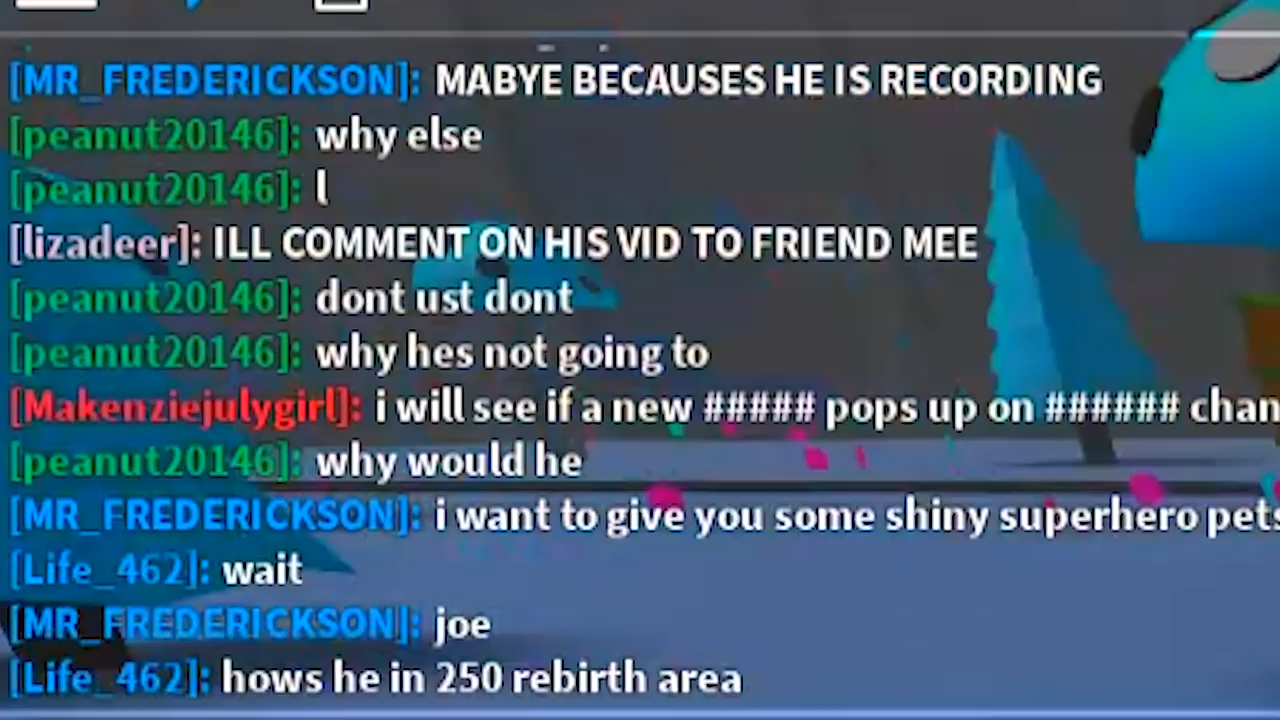 [MR_FREDERICKSON]: MABYE BECAUSES HE IS RECORDING
[peanut20146]: why else
[peanut20146]: l
[lizadeer]: ILL COMMENT ON HIS VID TO FRIEND MEE
[peanut20146]: dont ust dont
[peanut20146]: why hes not going to
[Makenziejulygirl]: i will see if a new ##### pops up on ###### chan
[peanut20146]: why would he
[MR_FREDERICKSON]: i want to give you some shiny superhero pets
[Life_462]: wait
[MR_FREDERICKSON]: joe
[Life_462]: hows he in 250 rebirth area